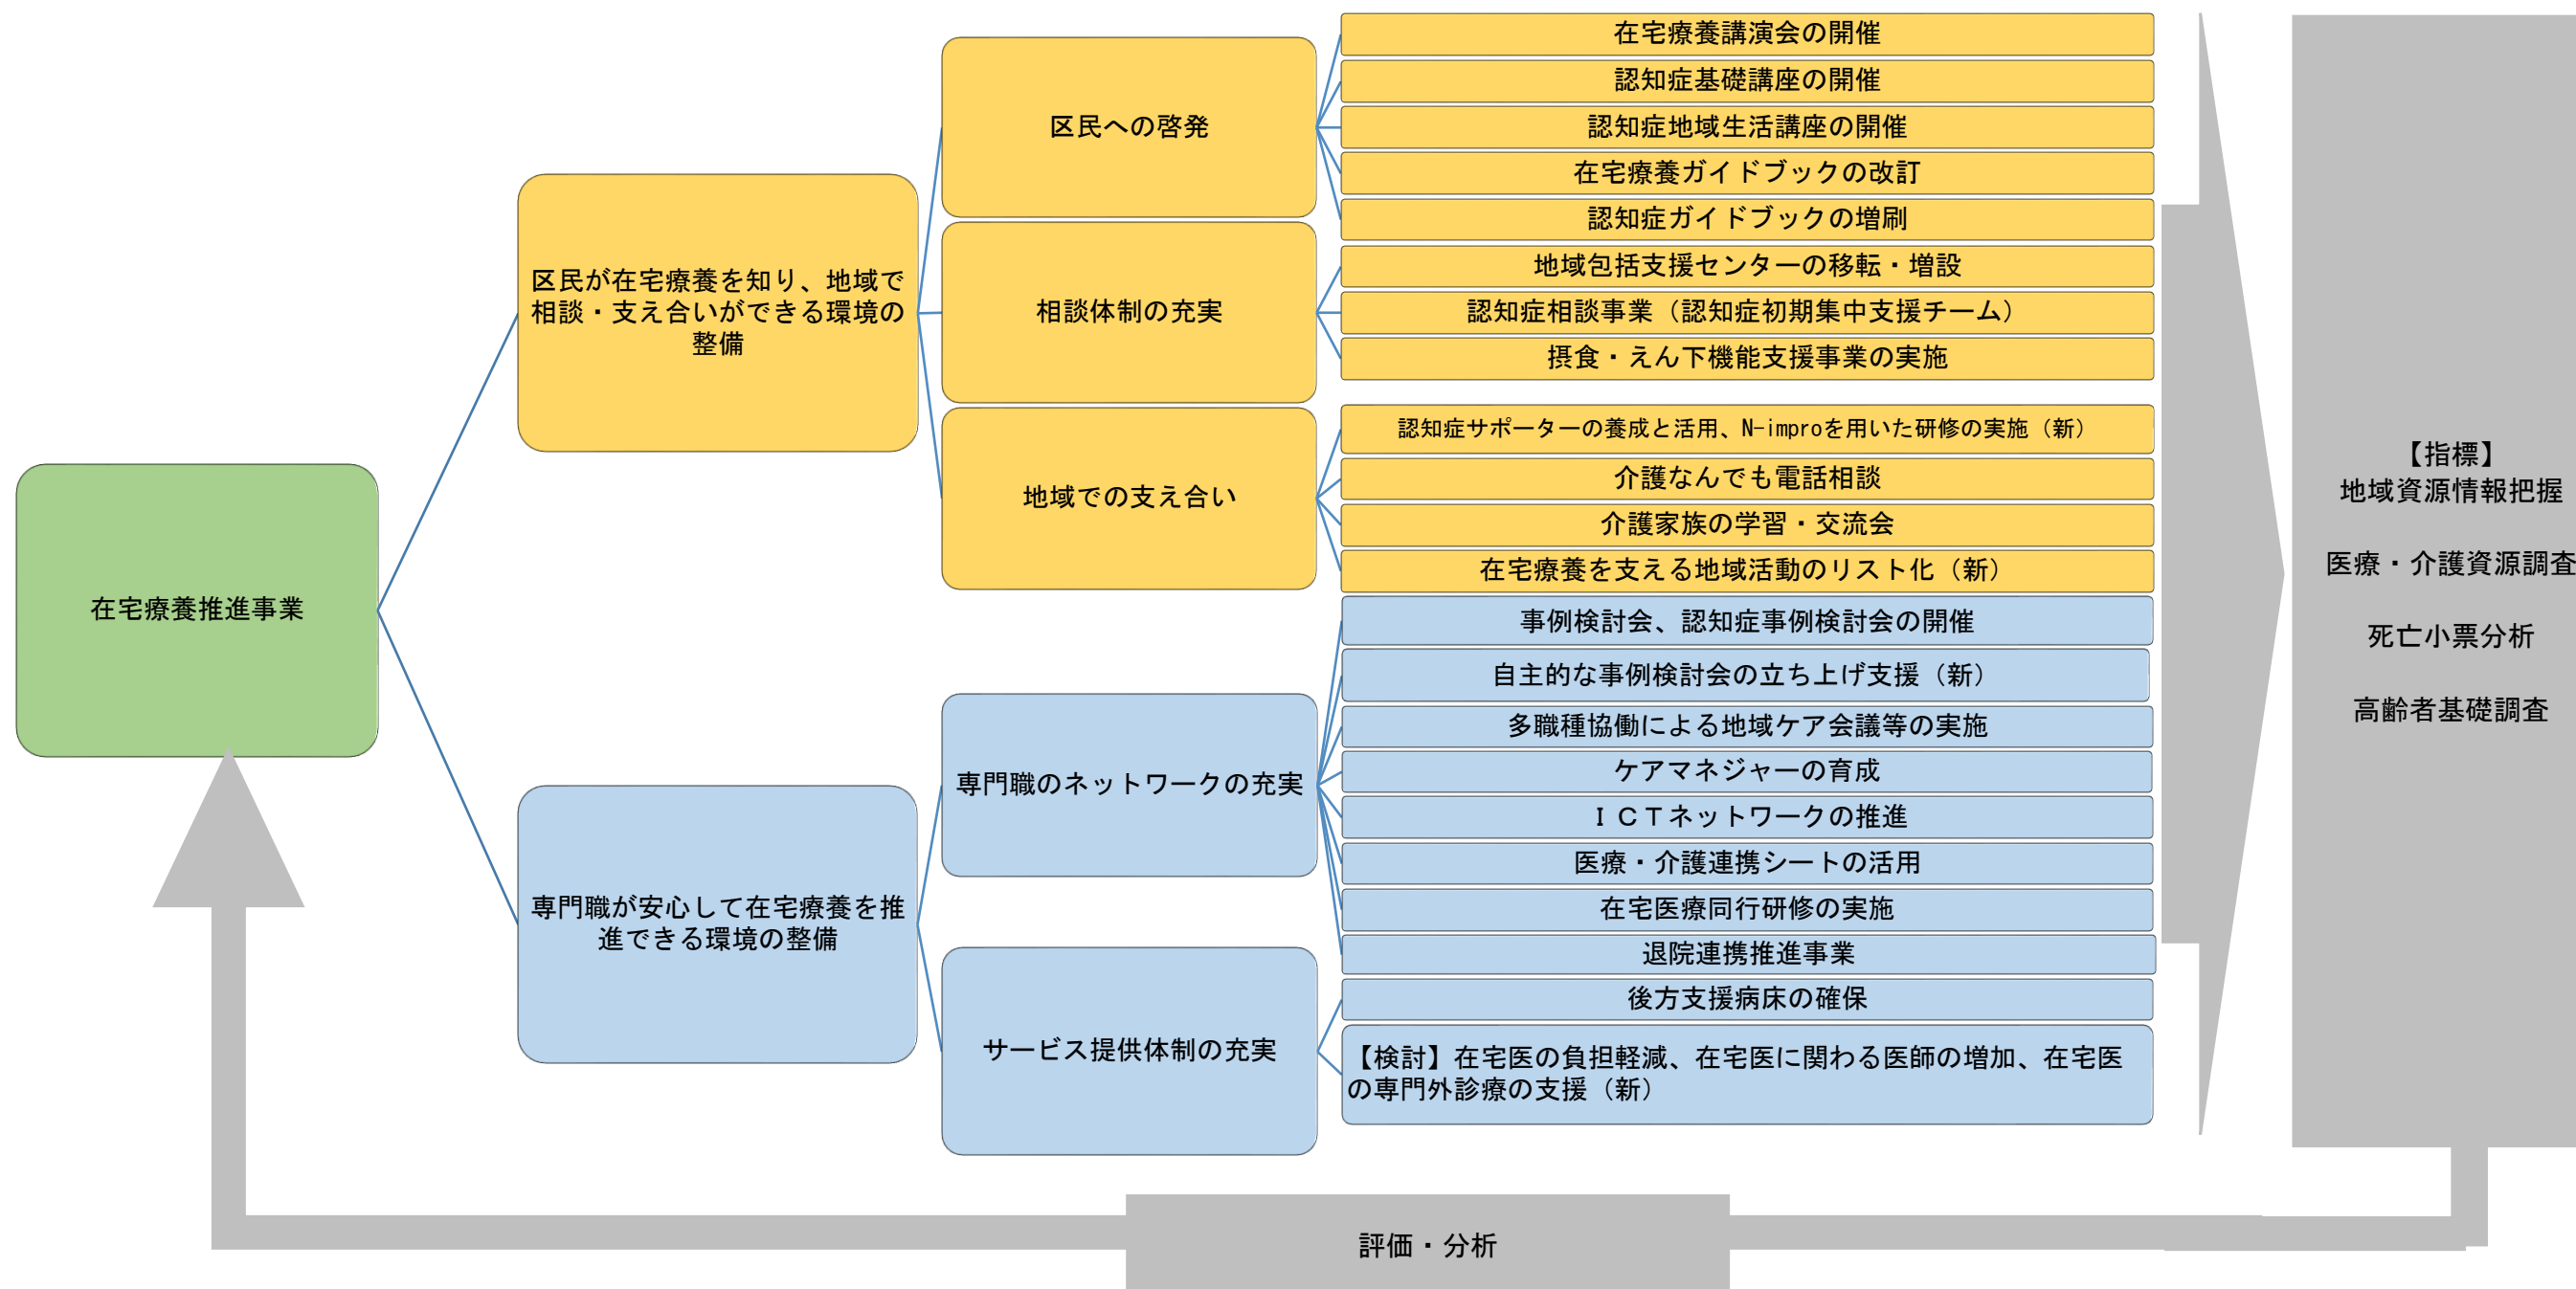 在宅療養推進事業
区民が在宅療養を知り、地域で
相談・支え合いができる環境の
整備
区民への啓発
在宅療養講演会の開催
認知症基礎講座の開催
認知症地域生活講座の開催
在宅療養ガイドブックの改訂
認知症ガイドブックの増刷
相談体制の充実
地域包括支援センターの移転・増設
認知症相談事業（認知症初期集中支援チーム）
摂食・えん下機能支援事業の実施
地域での支え合い
認知症サポーターの養成と活用、N-improを用いた研修の実施（新）
介護なんでも電話相談
介護家族の学習・交流会
在宅療養を支える地域活動のリスト化（新）
専門職が安心して在宅療養を推
進できる環境の整備
専門職のネットワークの充実
事例検討会、認知症事例検討会の開催
自主的な事例検討会の立ち上げ支援（新）
多職種協働による地域ケア会議等の実施
ケアマネジャーの育成
ＩＣＴネットワークの推進
医療・介護連携シートの活用
在宅医療同行研修の実施
退院連携推進事業
サービス提供体制の充実
後方支援病床の確保
【検討】在宅医の負担軽減、在宅医に関わる医師の増加、在宅医
の専門外診療の支援（新）
【指標】
地域資源情報把握
医療・介護資源調査
死亡小票分析
高齢者基礎調査
評価・分析